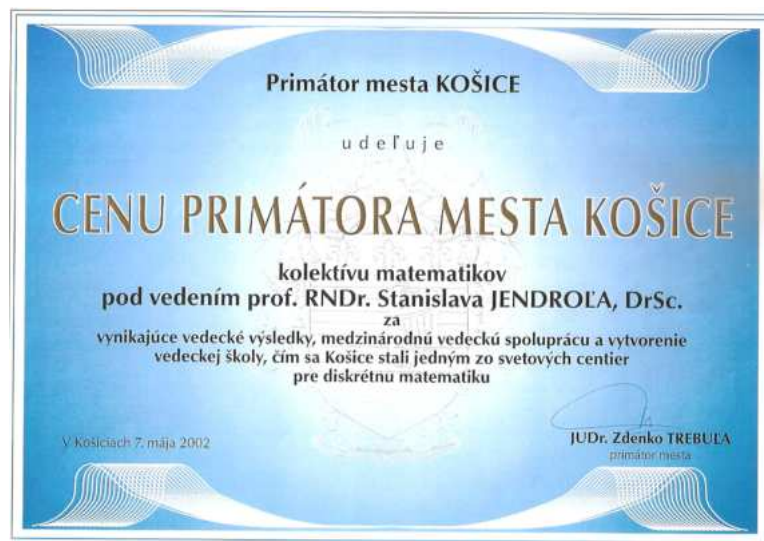 Primátor mesta KOŠICE
udeľuje
CENU PRIMÁTORA MESTA KOŠICE
kolektívu matematikov
pod vedením prof. RNDr. Stanislava JENDROĽA, DrSc.
za
vynikajúce vedecké výsledky, medzinárodnú vedeckú spoluprácu a vytvorenie
vedeckej školy, čím sa Košice stali jedným zo svetových centier
pre diskrétnu matematiku
V Košiciach 7. mája 2002
JUDr. Zdenko TREBUĽA
primátor mesta